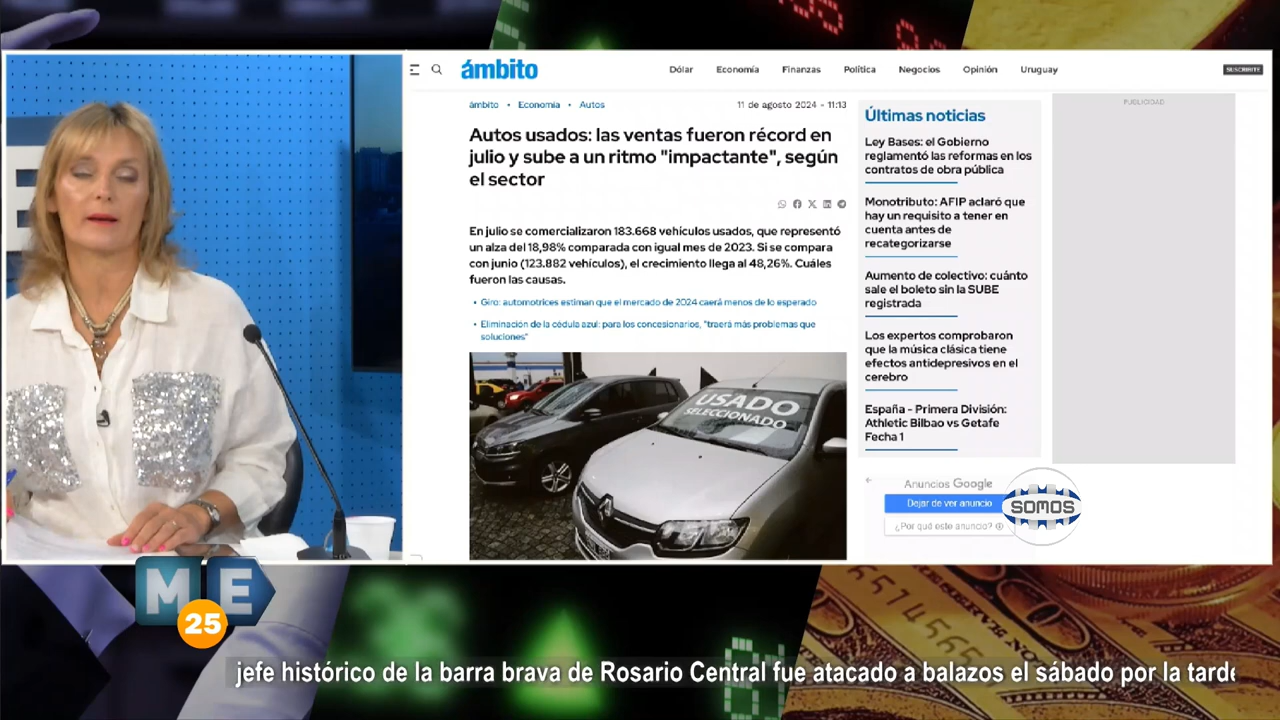 ámbito
Dólar
Economía
Finanzas
Política
Negocios
Opinión
Uruguay
SUSCRIBITE
ámbito • Economía • Autos
11 de agosto 2024 - 11:13
Autos usados: las ventas fueron récord en
julio y sube a un ritmo "impactante", según
el sector
En julio se comercializaron 183.668 vehículos usados, que representó
un alza del 18,98% comparada con igual mes de 2023. Si se compara
con junio (123.882 vehículos), el crecimiento llega al 48,26%. Cuáles
fueron las causas.
• Giro: automotrices estiman que el mercado de 2024 caerá menos de lo esperado
• Eliminación de la cédula azul: para los concesionarios, "traerá más problemas que
soluciones"
USADO
SELECCIONADO
Últimas noticias
Ley Bases: el Gobierno
reglamentó las reformas en los
contratos de obra pública
Monotributo: AFIP aclaró que
hay un requisito a tener en
cuenta antes de
recategorizarse
Aumento de colectivo: cuánto
sale el boleto sin la SUBE
registrada
Los expertos comprobaron
que la música clásica tiene
efectos antidepresivos en el
cerebro
España - Primera División:
Athletic Bilbao vs Getafe
Fecha 1
PUBLICIDAD
Anuncios Google
Dejar de ver anuncio
¿Por qué este anuncio?
SOMOS
ME
25
jefe histórico de la barra brava de Rosario Central fue atacado a balazos el sábado por la tarde